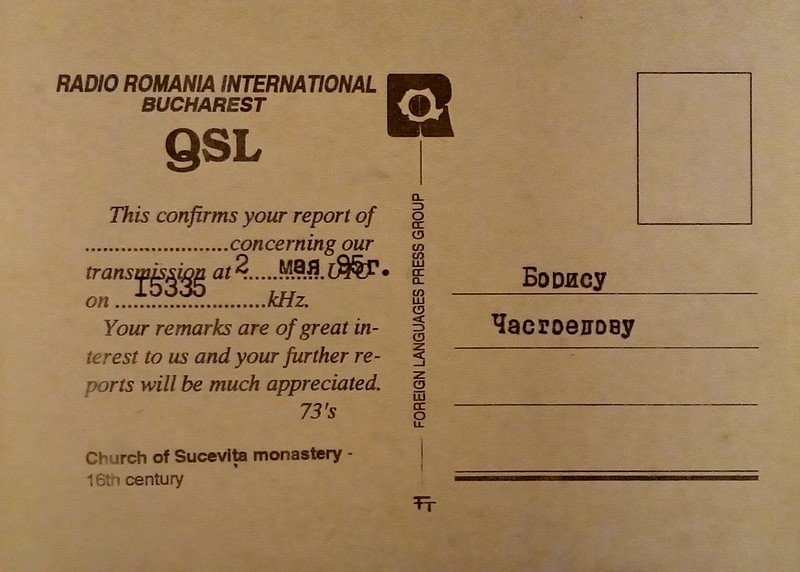 RADIO ROMANIA INTERNATIONAL
BUCHAREST
QSL
This confirms your report of
........................concerning our
transmission at 2 мая 95г. ..............UTC
on I5335 .........................kHz.
Your remarks are of great in-
terest to us and your further re-
ports will be much appreciated.
73's
Church of Sucevița monastery -
16th century
FOREIGN LANGUAGES PRESS GROUP
Борису
Частоедову